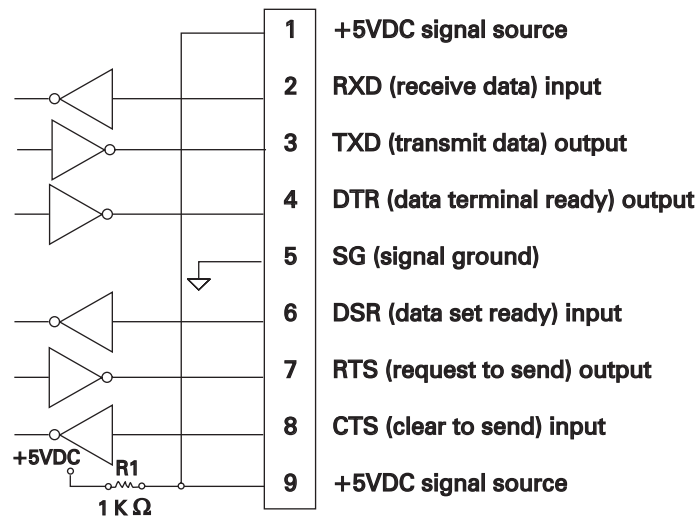 1 +5VDC signal source
2 RXD (receive data) input
3 TXD (transmit data) output
4 DTR (data terminal ready) output
5 SG (signal ground)
6 DSR (data set ready) input
7 RTS (request to send) output
8 CTS (clear to send) input
+5VDC
R1
9 +5VDC signal source
1 K Ω